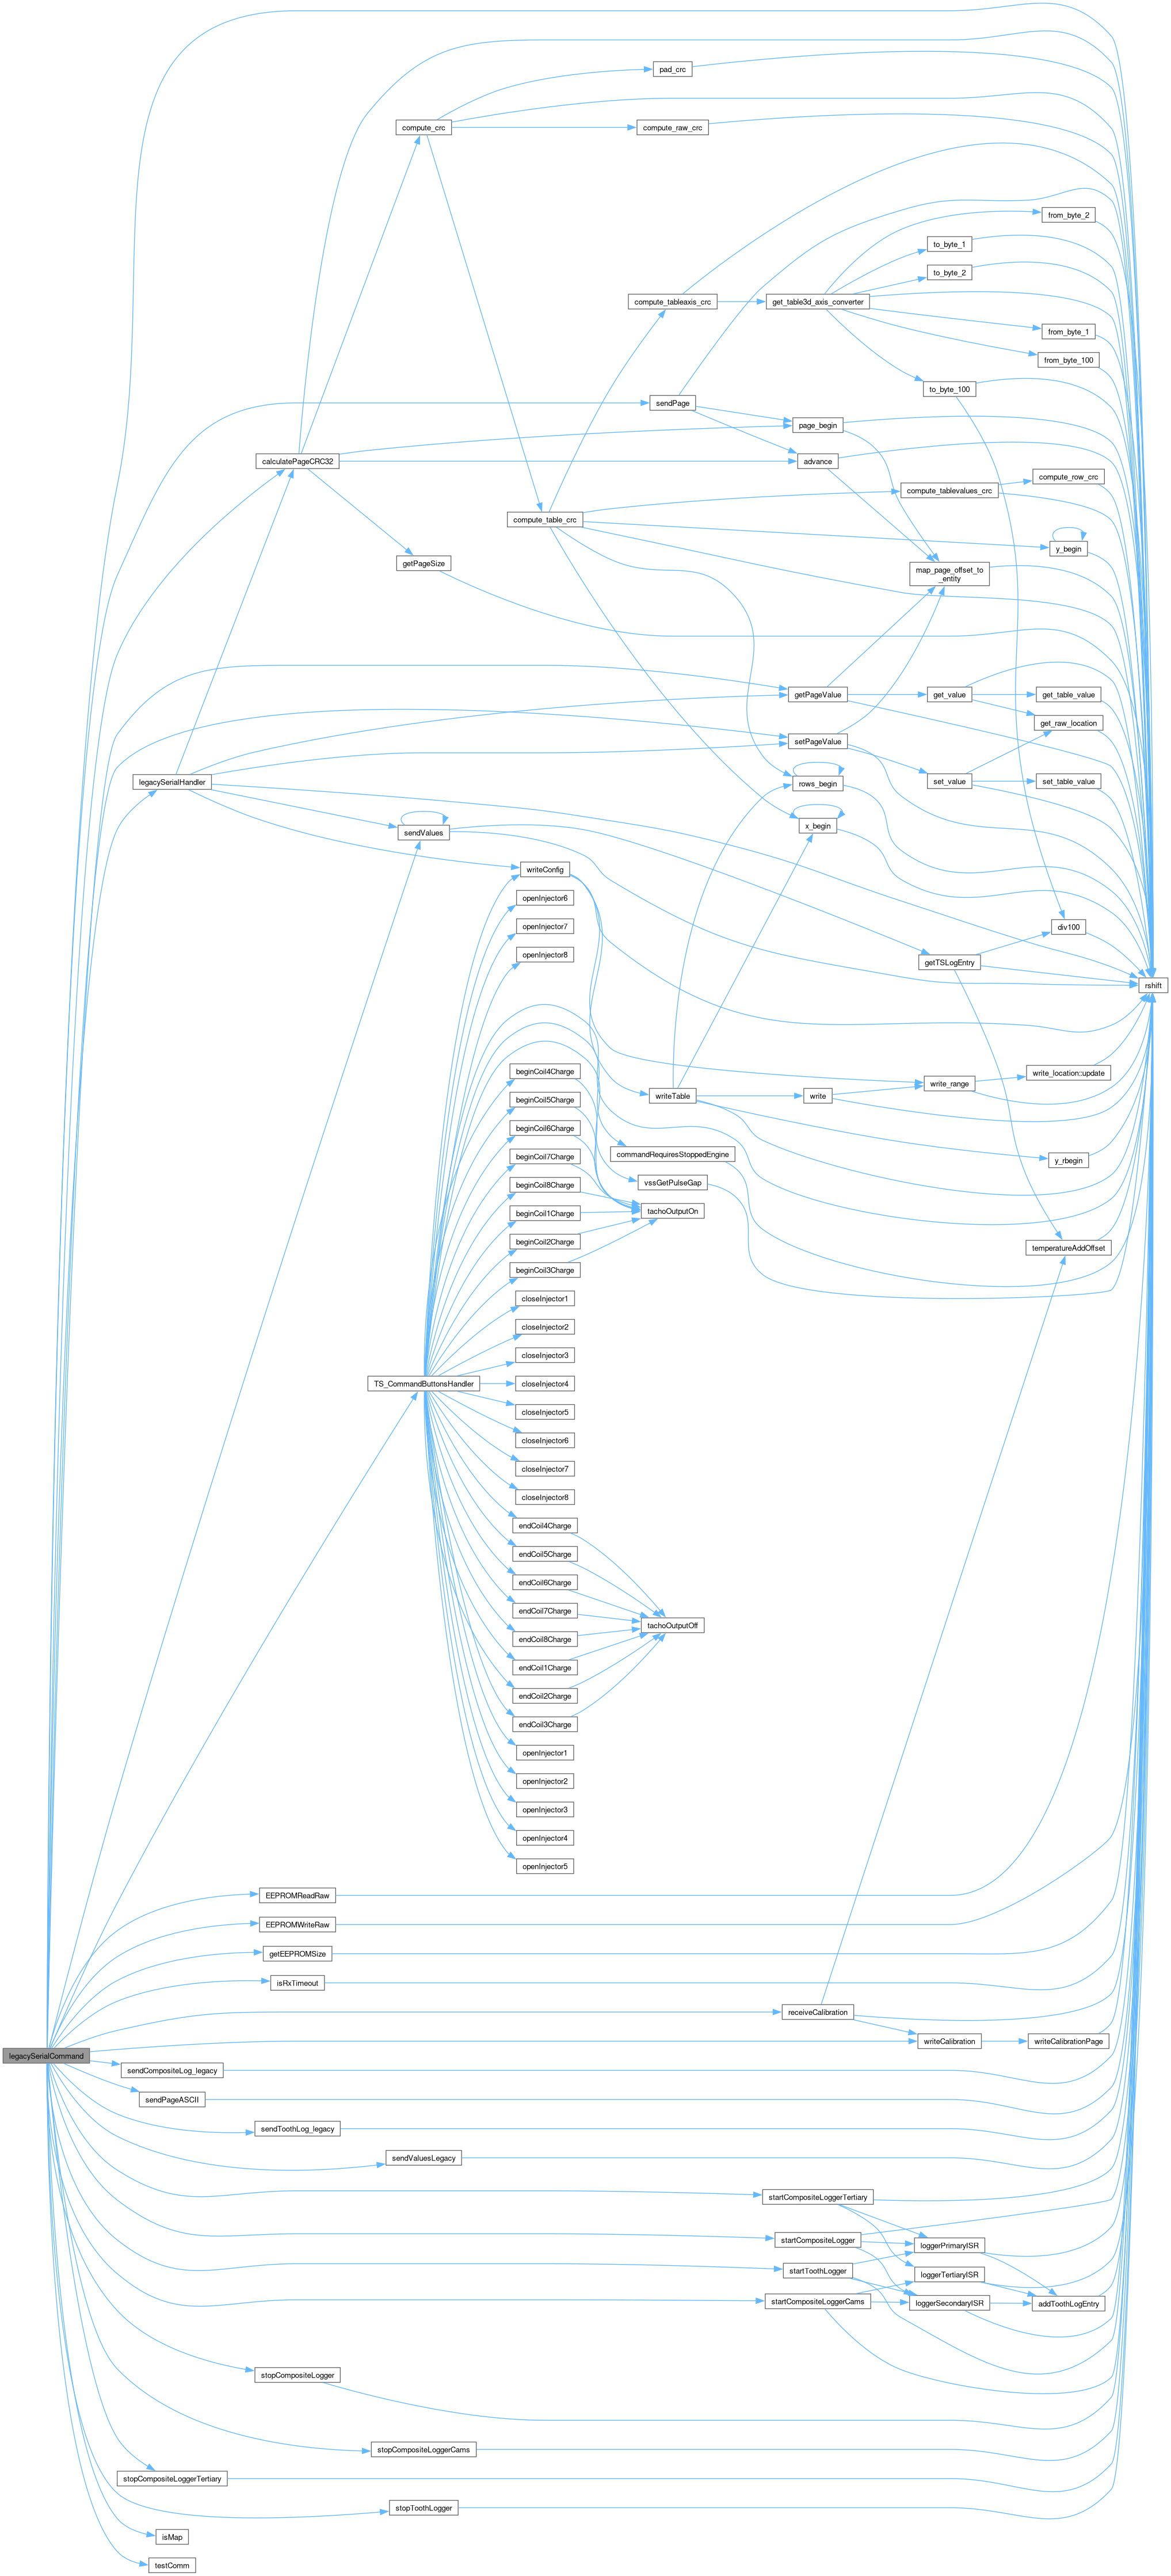 pad_crc
compute_crc
compute_raw_crc
from_byte_2
to_byte_1
to_byte_2
compute_tableaxis_crc
get_table3d_axis_converter
from_byte_1
from_byte_100
to_byte_100
sendPage
page_begin
calculatePageCRC32
advance
compute_row_crc
compute_tablevalues_crc
compute_table_crc
y_begin
getPageSize
map_page_offset_to
_entity
getPageValue
get_value
get_table_value
get_raw_location
setPageValue
legacySerialHandler
rows_begin
set_value
set_table_value
x_begin
sendValues
writeConfig
openInjector6
openInjector7
div100
openInjector8
getTSLogEntry
rshift
beginCoil4Charge
write_location::update
write_range
writeTable
write
beginCoil5Charge
beginCoil6Charge
commandRequiresStoppedEngine
beginCoil7Charge
y_rbegin
vssGetPulseGap
beginCoil8Charge
tachoOutputOn
beginCoil1Charge
beginCoil2Charge
temperatureAddOffset
beginCoil3Charge
closeInjector1
closeInjector2
closeInjector3
TS_CommandButtonsHandler
closeInjector4
closeInjector5
closeInjector6
closeInjector7
closeInjector8
endCoil4Charge
endCoil5Charge
endCoil6Charge
endCoil7Charge
tachoOutputOff
endCoil8Charge
endCoil1Charge
endCoil2Charge
endCoil3Charge
openInjector1
openInjector2
openInjector3
openInjector4
openInjector5
EEPROMReadRaw
EEPROMWriteRaw
getEEPROMSize
isRxTimeout
receiveCalibration
writeCalibration
writeCalibrationPage
legacySerialCommand
sendCompositeLog_legacy
sendPageASCII
sendToothLog_legacy
sendValuesLegacy
startCompositeLoggerTertiary
startCompositeLogger
loggerPrimaryISR
startToothLogger
loggerTertiaryISR
startCompositeLoggerCams
loggerSecondaryISR
addToothLogEntry
stopCompositeLogger
stopCompositeLoggerCams
stopCompositeLoggerTertiary
stopToothLogger
isMap
testComm